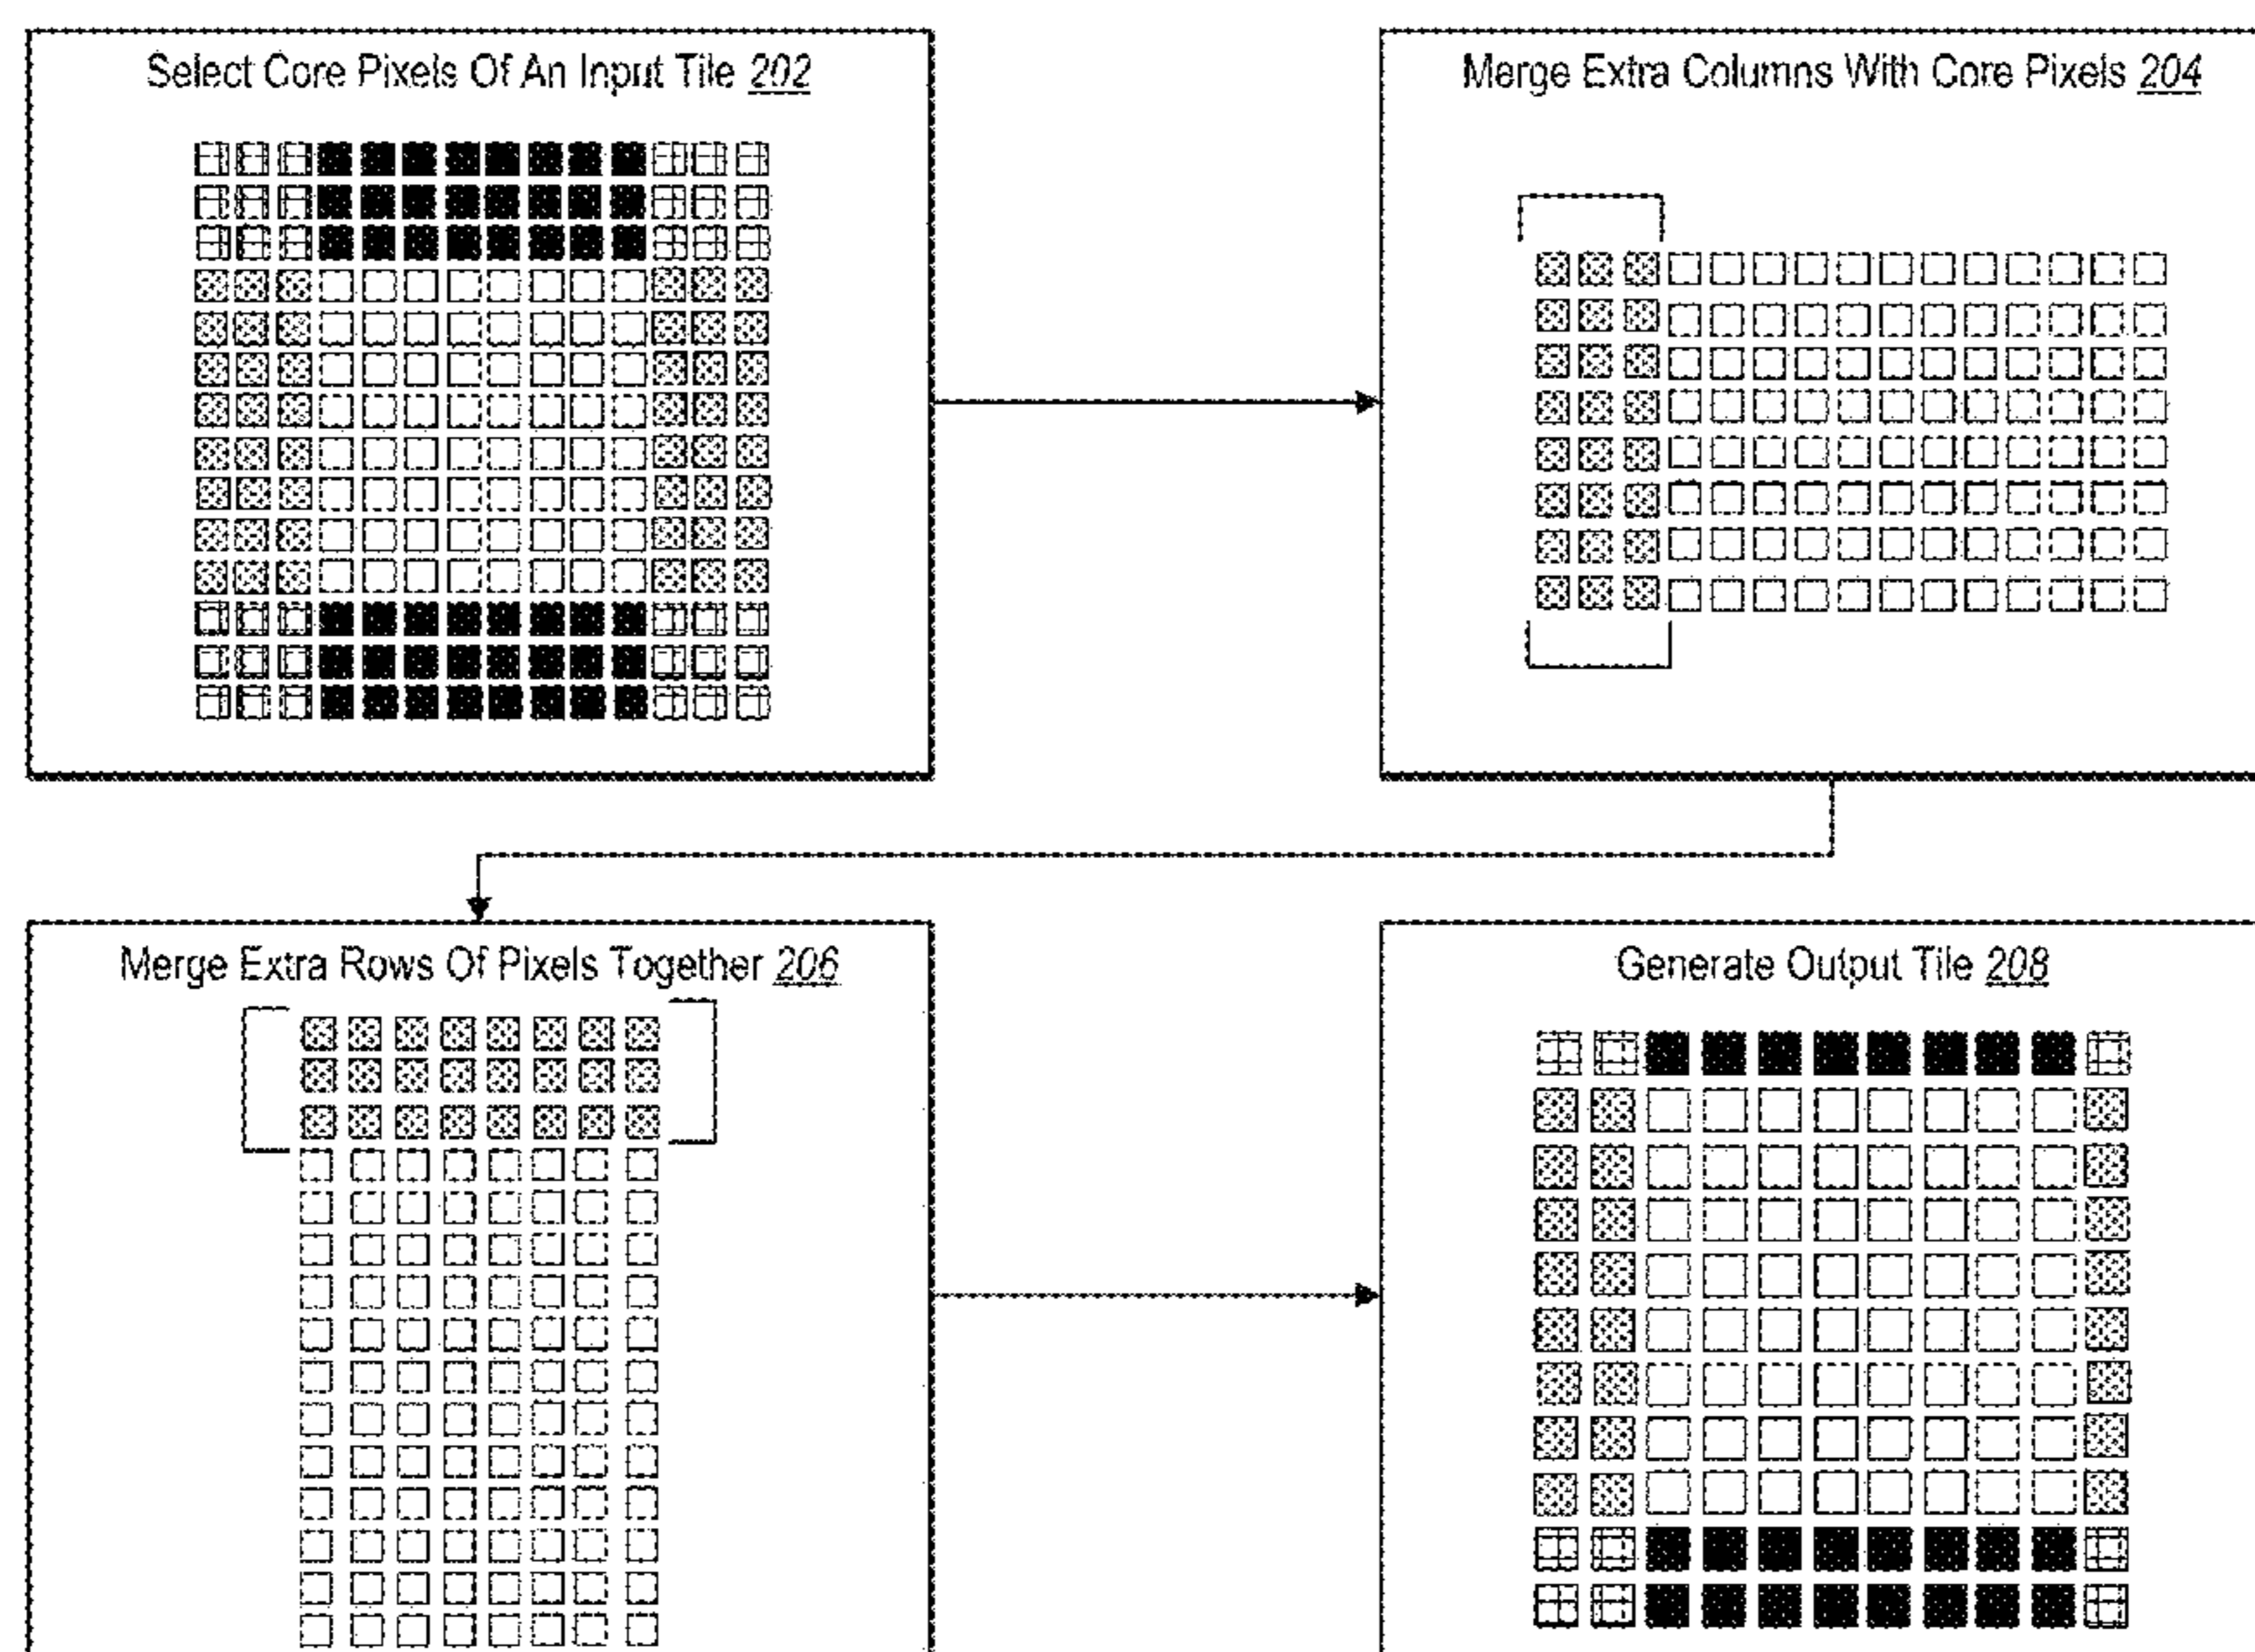 Select Core Pixels Of An Input Tile 202
Merge Extra Columns With Core Pixels 204
Merge Extra Rows Of Pixels Together 206
Generate Output Tile 208